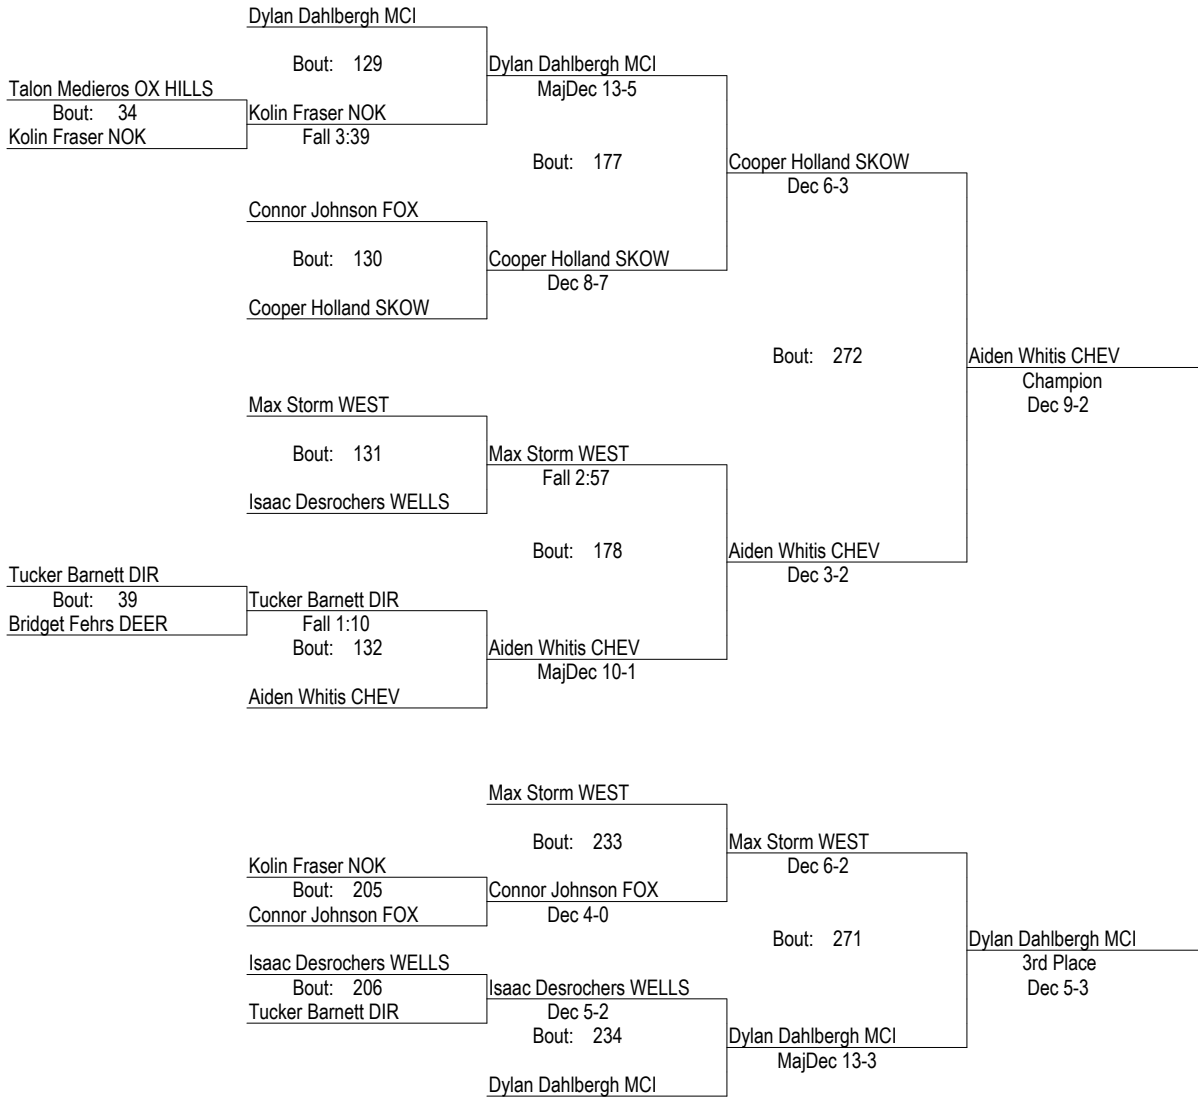 Dylan Dahlbergh MCI
Bout: 129
Dylan Dahlbergh MCI
Talon Medieros OX HILLS
MajDec 13-5
Bout: 34
Kolin Fraser NOK
Kolin Fraser NOK
Fall 3:39
Bout: 177
Cooper Holland SKOW
Dec 6-3
Connor Johnson FOX
Bout: 130
Cooper Holland SKOW
Dec 8-7
Cooper Holland SKOW
Bout: 272
Aiden Whitis CHEV
Champion
Dec 9-2
Max Storm WEST
Bout: 131
Max Storm WEST
Fall 2:57
Isaac Desrochers WELLS
Bout: 178
Aiden Whitis CHEV
Dec 3-2
Tucker Barnett DIR
Bout: 39
Tucker Barnett DIR
Bridget Fehrs DEER
Fall 1:10
Bout: 132
Aiden Whitis CHEV
MajDec 10-1
Aiden Whitis CHEV
Max Storm WEST
Bout: 233
Max Storm WEST
Dec 6-2
Kolin Fraser NOK
Bout: 205
Connor Johnson FOX
Connor Johnson FOX
Dec 4-0
Bout: 271
Dylan Dahlbergh MCI
3rd Place
Dec 5-3
Isaac Desrochers WELLS
Bout: 206
Isaac Desrochers WELLS
Tucker Barnett DIR
Dec 5-2
Bout: 234
Dylan Dahlbergh MCI
MajDec 13-3
Dylan Dahlbergh MCI